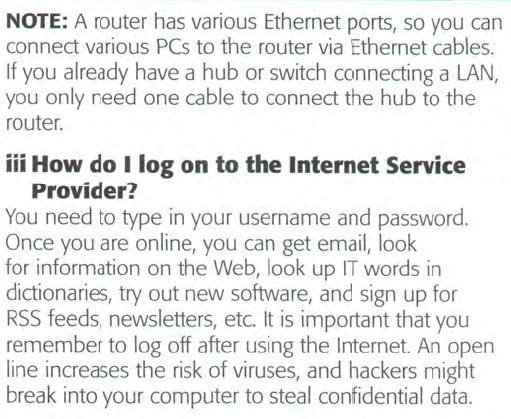 NOTE: A router has various Ethernet ports, so you can
connect various PCs to the router via Ethernet cables.
If you already have a hub or switch connecting a LAN,
you only need one cable to connect the hub to the
router.
iii How do I log on to the Internet Service
Provider?
You need to type in your username and password.
Once you are online, you can get email, look
for information on the Web, look up IT words in
dictionaries, try out new software, and sign up for
RSS feeds, newsletters, etc. It is important that you
remember to log off after using the Internet. An open
line increases the risk of viruses, and hackers might
break into your computer to steal confidential data.